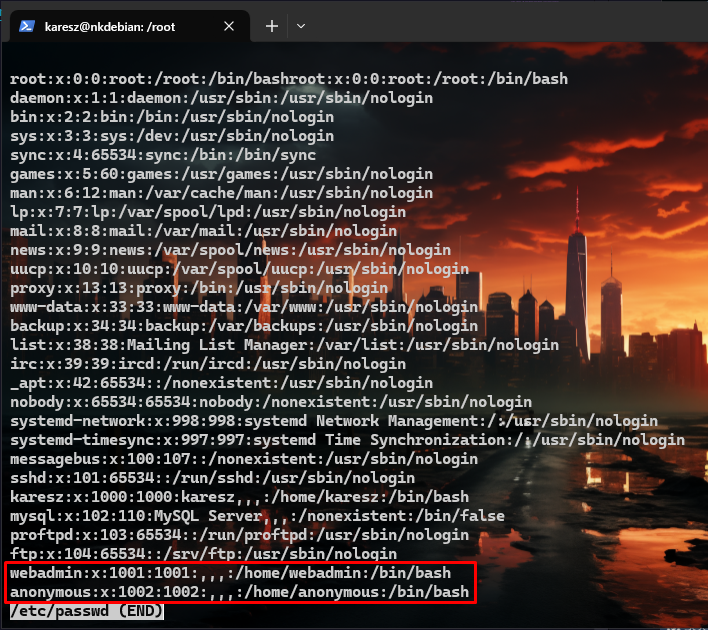 karesz@nkdebian: /root
root:x:0:0:root:/root:/bin/bashroot:x:0:0:root:/root:/bin/bash
daemon:x:1:1:daemon:/usr/sbin:/usr/sbin/nologin
bin:x:2:2:bin:/bin:/usr/sbin/nologin
sys:x:3:3:sys:/dev:/usr/sbin/nologin
sync:x:4:65534:sync:/bin:/bin/sync
games:x:5:60:games:/usr/games:/usr/sbin/nologin
man:x:6:12:man:/var/cache/man:/usr/sbin/nologin
lp:x:7:7:lp:/var/spool/lpd:/usr/sbin/nologin
mail:x:8:8:mail:/var/mail:/usr/sbin/nologin
news:x:9:9:news:/var/spool/news:/usr/sbin/nologin
uucp:x:10:10:uucp:/var/spool/uucp:/usr/sbin/nologin
proxy:x:13:13:proxy:/bin:/usr/sbin/nologin
www-data:x:33:33:www-data:/var/www:/usr/sbin/nologin
backup:x:34:34:backup:/var/backups:/usr/sbin/nologin
list:x:38:38:Mailing List Manager:/var/list:/usr/sbin/nologin
irc:x:39:39:ircd:/run/ircd:/usr/sbin/nologin
_apt:x:42:65534::/nonexistent:/usr/sbin/nologin
nobody:x:65534:65534:nobody:/nonexistent:/usr/sbin/nologin
systemd-network:x:998:998:systemd Network Management:/:/usr/sbin/nologin
systemd-timesync:x:997:997:systemd Time Synchronization:/:/usr/sbin/nologin
messagebus:x:100:107::/nonexistent:/usr/sbin/nologin
sshd:x:101:65534::/run/sshd:/usr/sbin/nologin
karesz:x:1000:1000:karesz,,,:/home/karesz:/bin/bash
mysql:x:102:110:MySQL Server,,,:/nonexistent:/bin/false
proftpd:x:103:65534::/run/proftpd:/usr/sbin/nologin
ftp:x:104:65534::/srv/ftp:/usr/sbin/nologin
webadmin:x:1001:1001:,,,:/home/webadmin:/bin/bash
anonymous:x:1002:1002:,,,:/home/anonymous:/bin/bash
/etc/passwd (END)